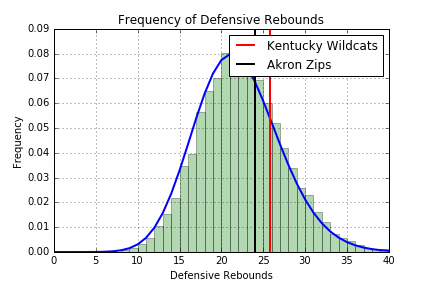 Frequency of Defensive Rebounds
0.09
0.08
0.07
0.06
0.05
0.04
0.03
0.02
0.01
0.00
Frequency
Kentucky Wildcats
Akron Zips
0 5 10 15 20 25 30 35 40
Defensive Rebounds